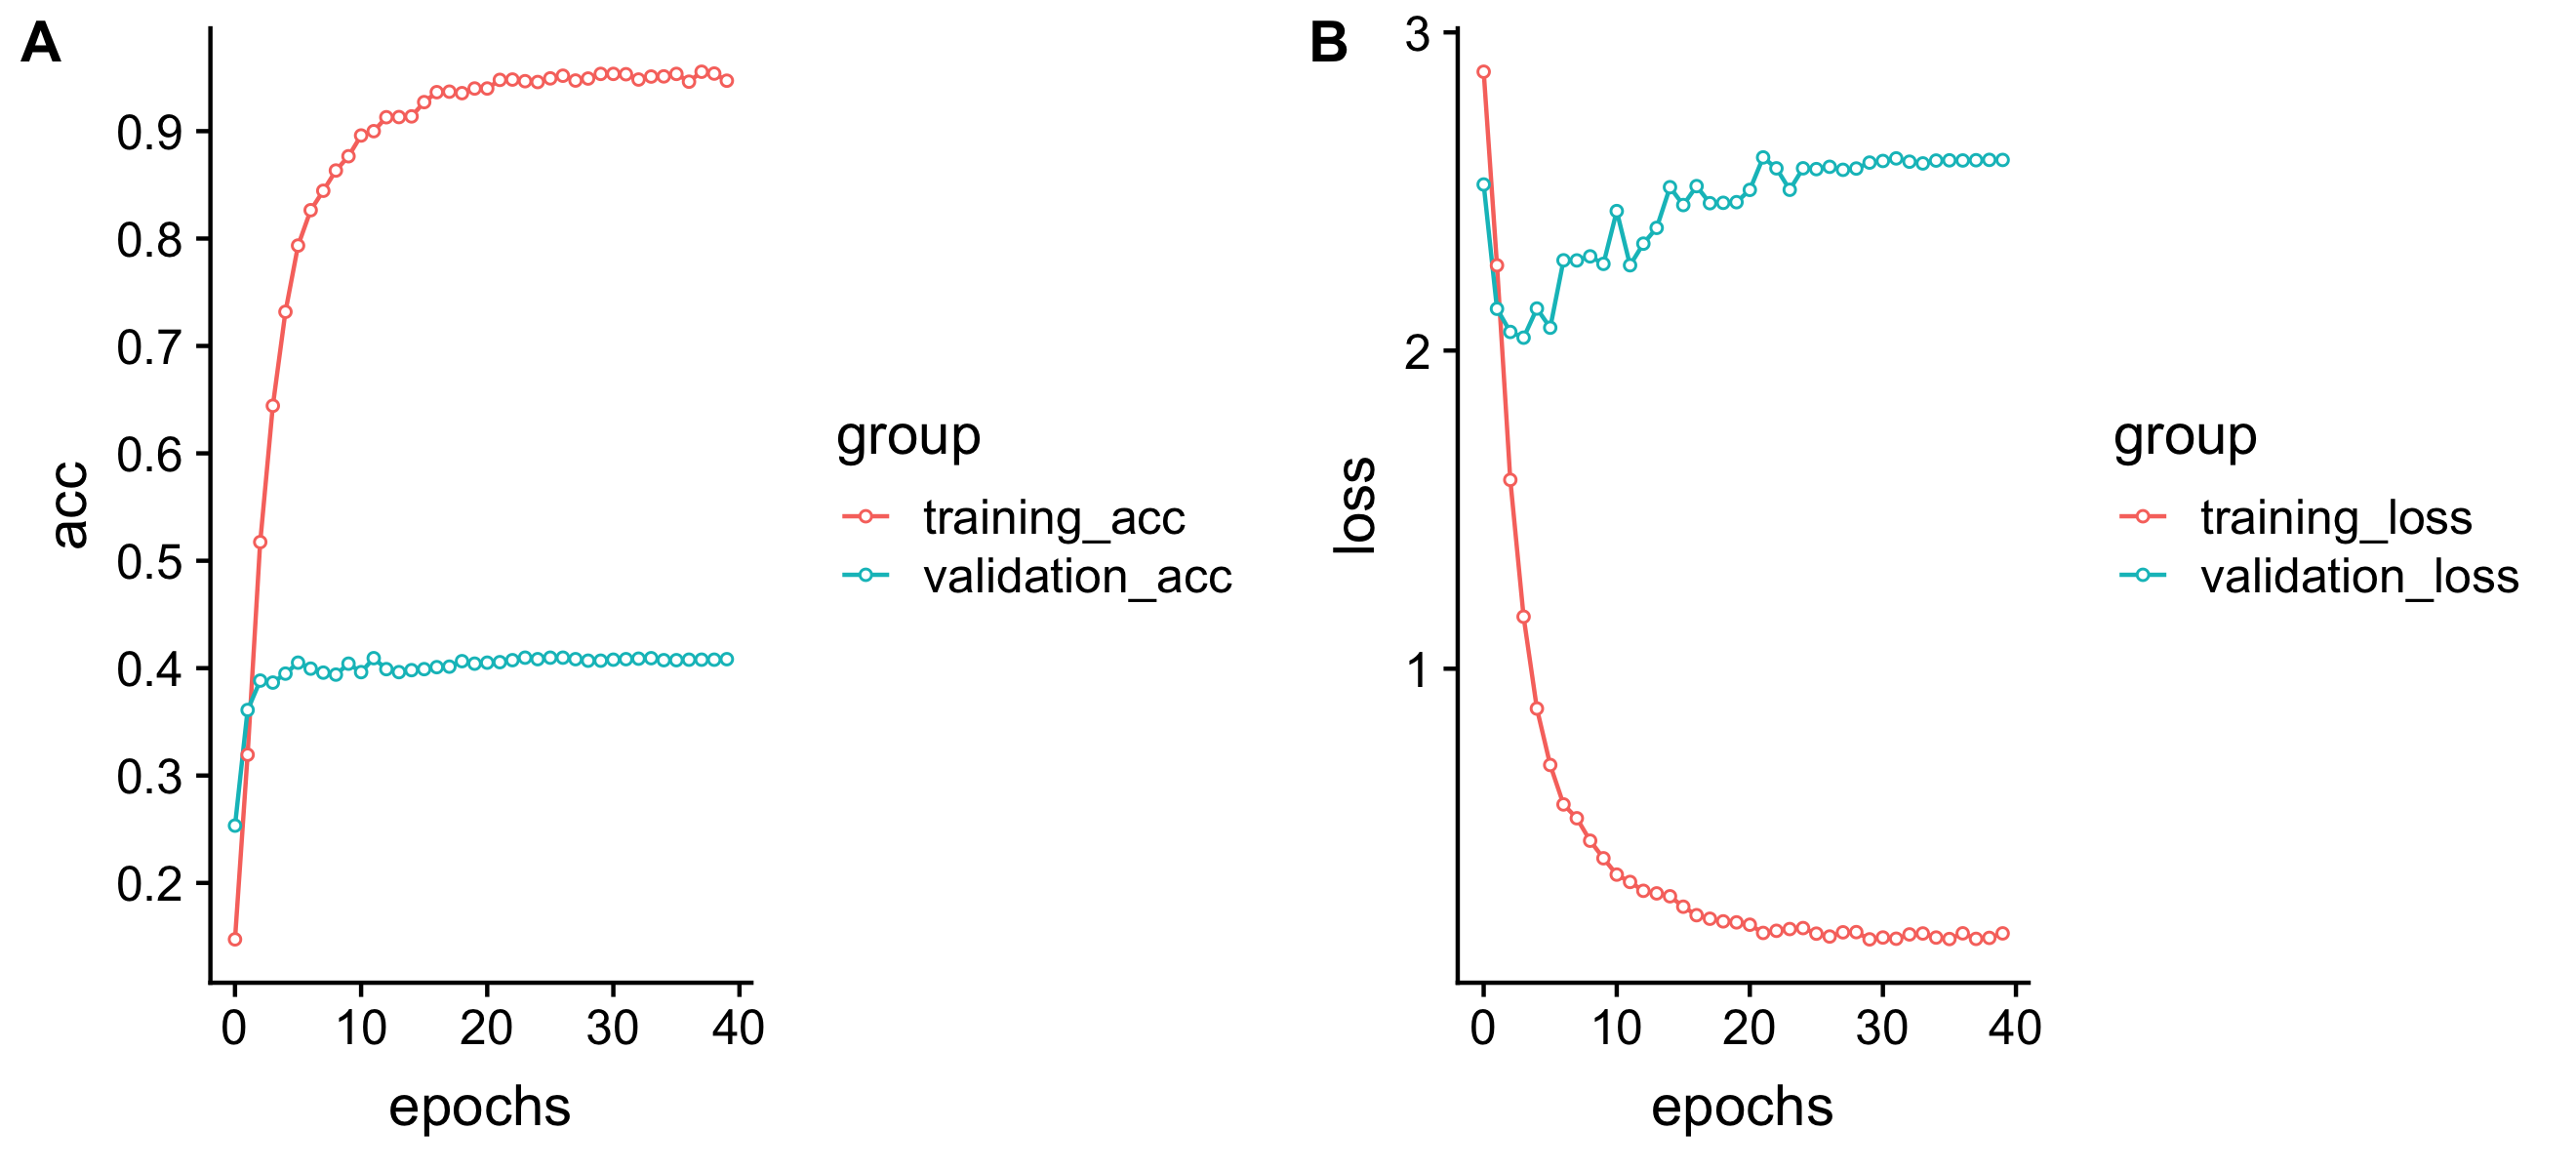 A
acc
0.9
0.8
0.7
0.6
0.5
0.4
0.3
0.2
0 10 20 30 40
epochs
group
training_acc
validation_acc
B
loss
3
2
1
0 10 20 30 40
epochs
group
training_loss
validation_loss